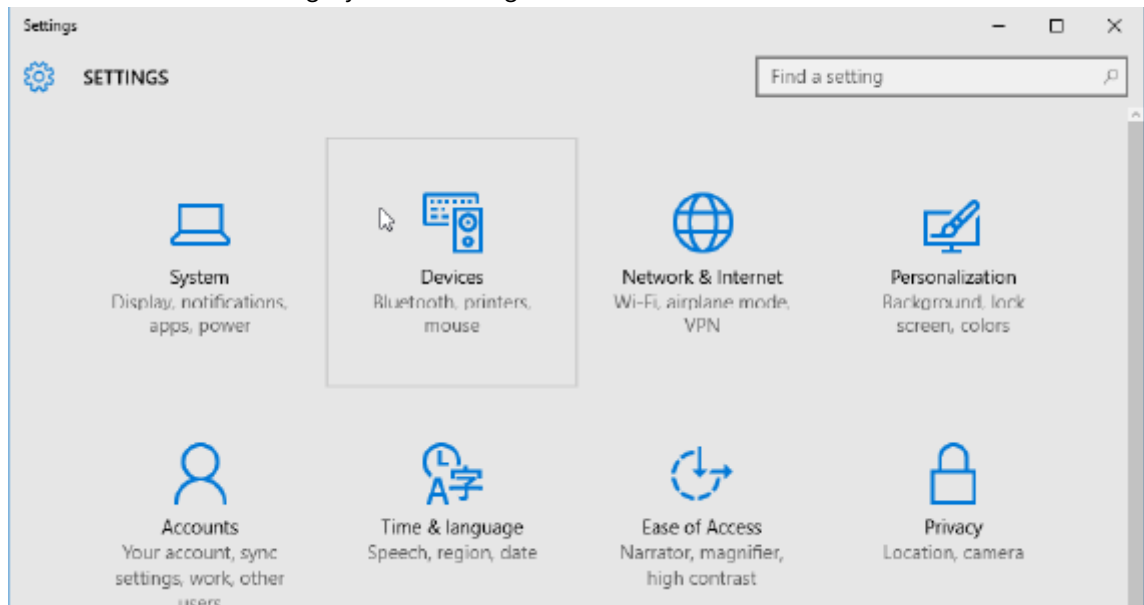 Settings
SETTINGS
Find a setting
System
Display, notifications,
apps, power
Devices
Bluetooth, printers,
mouse
Network & Internet
Wi-Fi, airplane mode,
VPN
Personalization
Background, lock
screen, colors
Accounts
Your account, sync
settings, work, other
users
Time & language
Speech, region, date
Ease of Access
Narrator, magnifier,
high contrast
Privacy
Location, camera